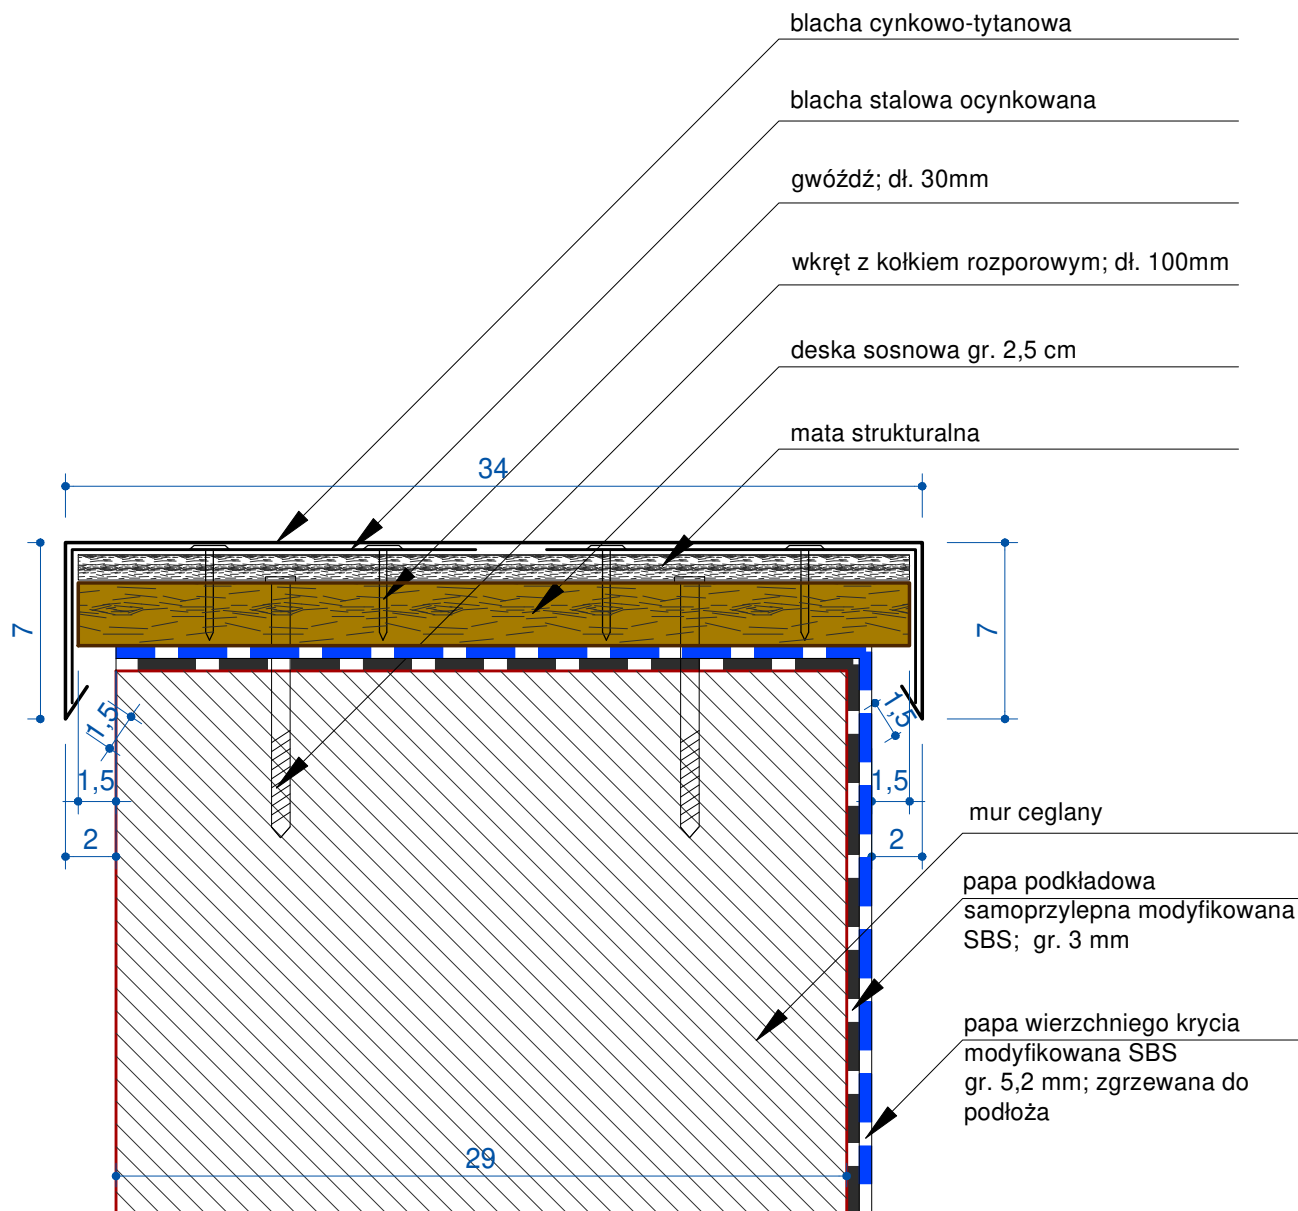 blacha cynkowo-tytanowa
blacha stalowa ocynkowana
gwóźdź; dł. 30mm
wkręt z kołkiem rozporowym; dł. 100mm
deska sosnowa gr. 2,5 cm
mata strukturalna
34
7
7
1,5
1,5
1,5
1,5
2
2
mur ceglany
papa podkładowa
samoprzylepna modyfikowana
SBS; gr. 3 mm
papa wierzchniego krycia
modyfikowana SBS
gr. 5,2 mm; zgrzewana do
podłoża
29